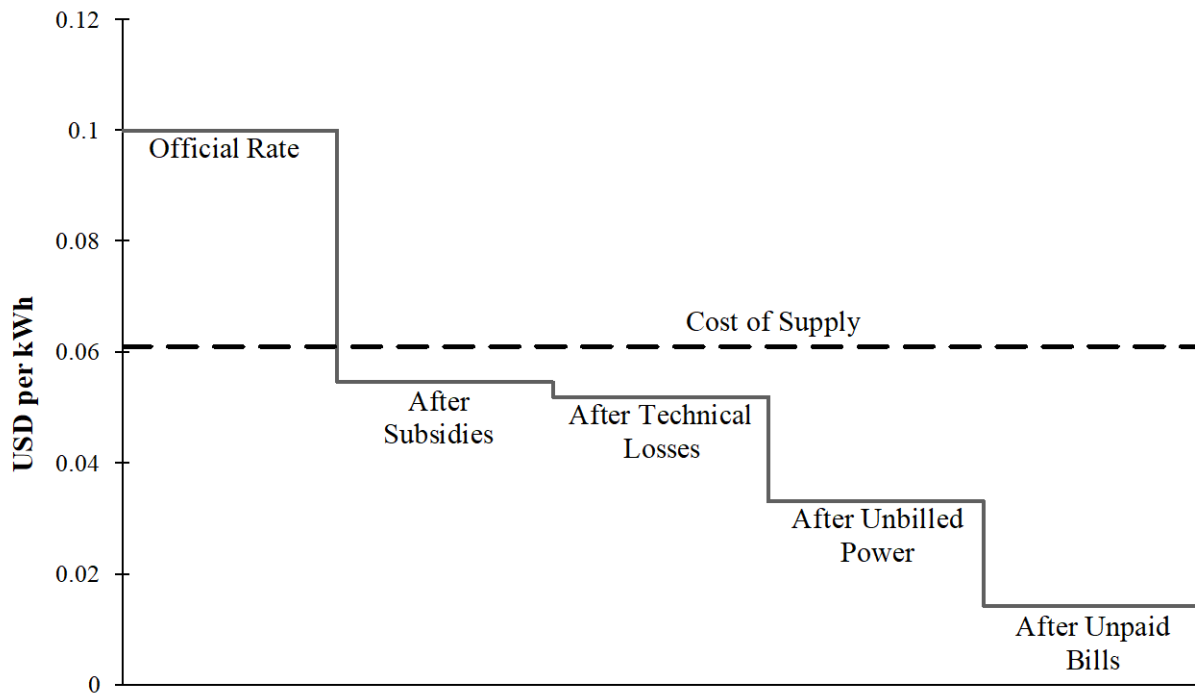 0.12
0.1
Official Rate
0.08
Cost of Supply
0.06
After
Subsidies
After Technical
Losses
0.04
After Unbilled
Power
0.02
After Unpaid
Bills
0
USD per kWh